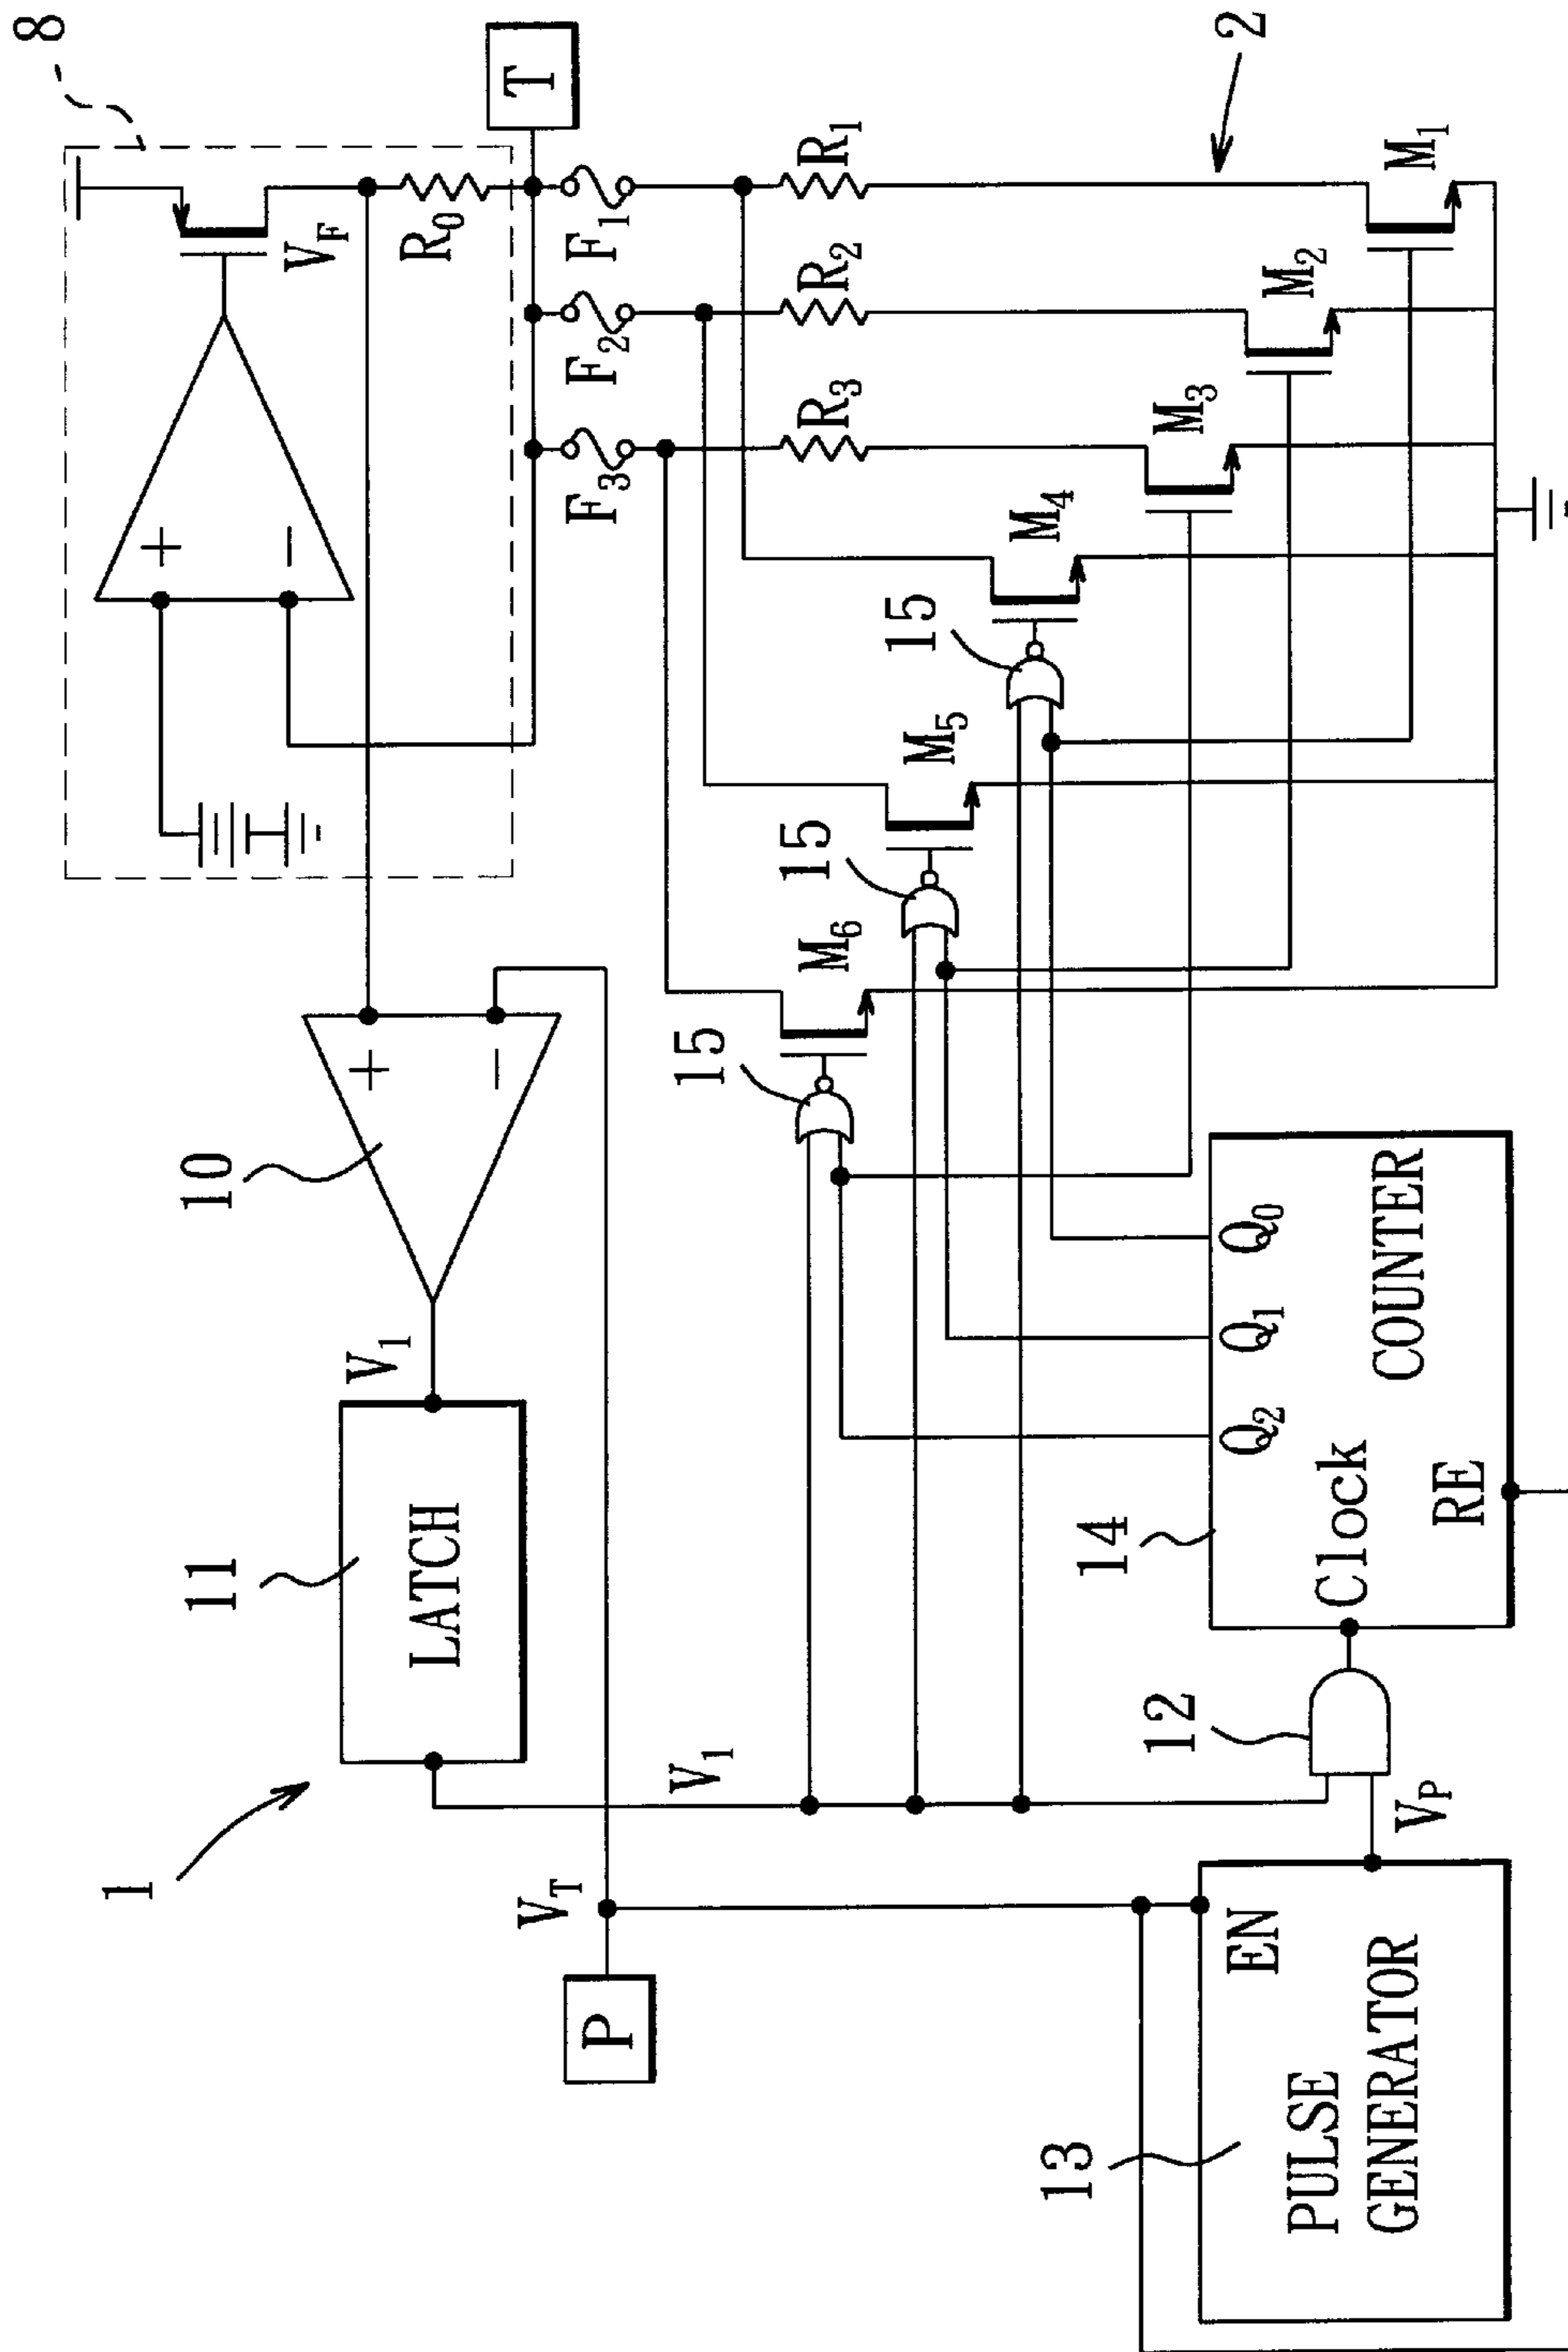 8
T
V_F
R_0
F_1
F_2
F_3
R_1
R_2
R_3
2
M_1
M_2
M_3
M_4
M_5
M_6
15
15
15
+
−
+
−
10
V_1
11
LATCH
1
V_1
V_T
P
Q_0
Q_1
Q_2
COUNTER
Clock
RE
14
12
V_P
EN
PULSE
GENERATOR
13